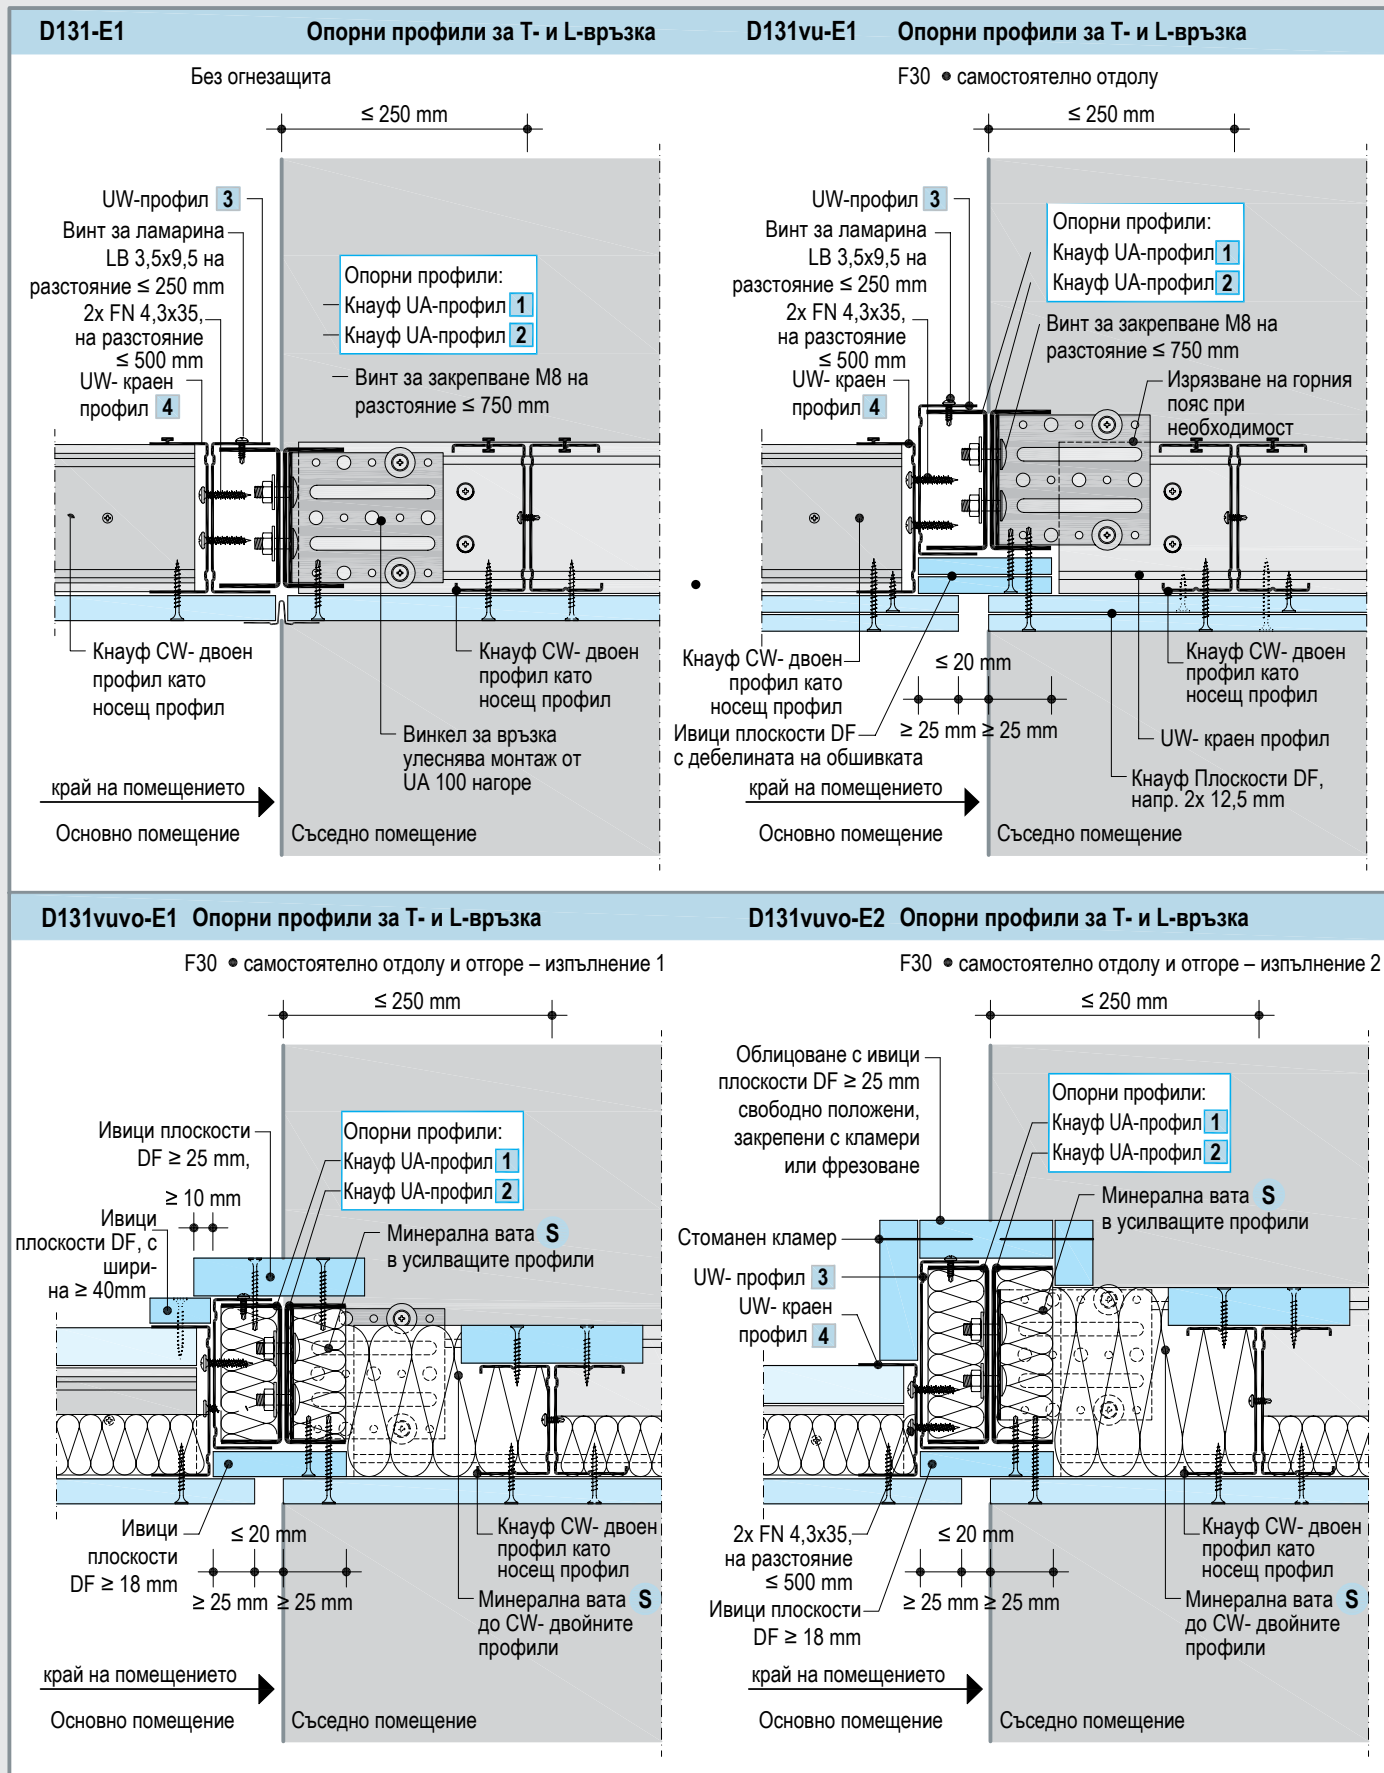 D131-E1 Опорни профили за Т- и L-връзка
Без огнезащита
≤ 250 mm
UW-профил 3
Винт за ламарина
LB 3,5x9,5 на
разстояние ≤ 250 mm
2x FN 4,3x35,
на разстояние
≤ 500 mm
UW- краен
профил 4
Опорни профили:
Кнауф UA-профил 1
Кнауф UA-профил 2
Винт за закрепване M8 на
разстояние ≤ 750 mm
Кнауф CW- двоен
профил като
носещ профил
Кнауф CW- двоен
профил като
носещ профил
Винкел за връзка
улеснява монтаж от
UA 100 нагоре
край на помещението
Основно помещение
Съседно помещение
D131vu-E1 Опорни профили за Т- и L-връзка
F30 • самостоятелно отдолу
≤ 250 mm
UW-профил 3
Винт за ламарина
LB 3,5x9,5 на
разстояние ≤ 250 mm
2x FN 4,3x35,
на разстояние
≤ 500 mm
UW- краен
профил 4
Опорни профили:
Кнауф UA-профил 1
Кнауф UA-профил 2
Винт за закрепване M8 на
разстояние ≤ 750 mm
Изрязване на горния
пояс при
необходимост
Кнауф CW- двоен
профил като
носещ профил
Ивици плоскости DF
с дебелината на обшивката
≤ 20 mm
≥ 25 mm ≥ 25 mm
Кнауф CW- двоен
профил като
носещ профил
UW- краен профил
Кнауф Плоскости DF,
напр. 2x 12,5 mm
край на помещението
Основно помещение
Съседно помещение
D131vuvo-E1 Опорни профили за Т- и L-връзка
F30 • самостоятелно отдолу и отгоре – изпълнение 1
≤ 250 mm
Ивици плоскости
DF ≥ 25 mm,
≥ 10 mm
Ивици
плоскости DF, с
шири-
на ≥ 40mm
Опорни профили:
Кнауф UA-профил 1
Кнауф UA-профил 2
Минерална вата S
в усилващите профили
Ивици
плоскости
DF ≥ 18 mm
≤ 20 mm
≥ 25 mm ≥ 25 mm
Кнауф CW- двоен
профил като
носещ профил
Минерална вата S
до CW- двойните
профили
край на помещението
Основно помещение
Съседно помещение
D131vuvo-E2 Опорни профили за Т- и L-връзка
F30 • самостоятелно отдолу и отгоре – изпълнение 2
≤ 250 mm
Облицоване с ивици
плоскости DF ≥ 25 mm
свободно положени,
закрепени с кламери
или фрезоване
Стоманен кламер
UW- профил 3
UW- краен
профил 4
Опорни профили:
Кнауф UA-профил 1
Кнауф UA-профил 2
Минерална вата S
в усилващите профили
2x FN 4,3x35,
на разстояние
≤ 500 mm
Ивици плоскости
DF ≥ 18 mm
≤ 20 mm
≥ 25 mm ≥ 25 mm
Кнауф CW- двоен
профил като
носещ профил
Минерална вата S
до CW- двойните
профили
край на помещението
Основно помещение
Съседно помещение